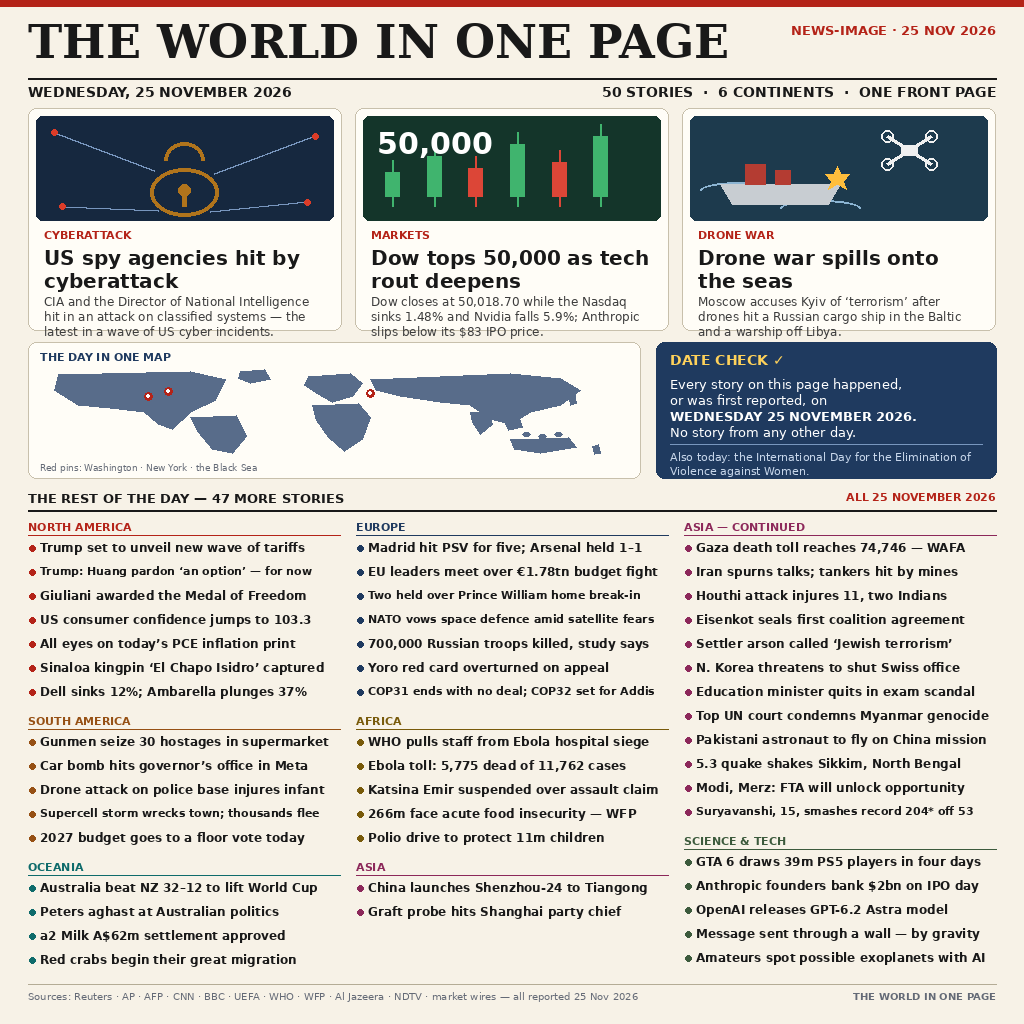 THE WORLD IN ONE PAGE
NEWS-IMAGE · 25 NOV 2026
WEDNESDAY, 25 NOVEMBER 2026
50 STORIES · 6 CONTINENTS · ONE FRONT PAGE
CYBERATTACK
US spy agencies hit by
cyberattack
CIA and the Director of National Intelligence
hit in an attack on classified systems — the
latest in a wave of US cyber incidents.
50,000
MARKETS
Dow tops 50,000 as tech
rout deepens
Dow closes at 50,018.70 while the Nasdaq
sinks 1.48% and Nvidia falls 5.9%; Anthropic
slips below its $83 IPO price.
DRONE WAR
Drone war spills onto
the seas
Moscow accuses Kyiv of ‘terrorism’ after
drones hit a Russian cargo ship in the Baltic
and a warship off Libya.
THE DAY IN ONE MAP
Red pins: Washington · New York · the Black Sea
DATE CHECK ✓
Every story on this page happened,
or was first reported, on
WEDNESDAY 25 NOVEMBER 2026.
No story from any other day.
Also today: the International Day for the Elimination of
Violence against Women.
THE REST OF THE DAY — 47 MORE STORIES
ALL 25 NOVEMBER 2026
NORTH AMERICA
Trump set to unveil new wave of tariffs
Trump: Huang pardon ‘an option’ — for now
Giuliani awarded the Medal of Freedom
US consumer confidence jumps to 103.3
All eyes on today’s PCE inflation print
Sinaloa kingpin ‘El Chapo Isidro’ captured
Dell sinks 12%; Ambarella plunges 37%
SOUTH AMERICA
Gunmen seize 30 hostages in supermarket
Car bomb hits governor’s office in Meta
Drone attack on police base injures infant
Supercell storm wrecks town; thousands flee
2027 budget goes to a floor vote today
OCEANIA
Australia beat NZ 32–12 to lift World Cup
Peters aghast at Australian politics
a2 Milk A$62m settlement approved
Red crabs begin their great migration
EUROPE
Madrid hit PSV for five; Arsenal held 1–1
EU leaders meet over €1.78tn budget fight
Two held over Prince William home break-in
NATO vows space defence amid satellite fears
700,000 Russian troops killed, study says
Yoro red card overturned on appeal
COP31 ends with no deal; COP32 set for Addis
AFRICA
WHO pulls staff from Ebola hospital siege
Ebola toll: 5,775 dead of 11,762 cases
Katsina Emir suspended over assault claim
266m face acute food insecurity — WFP
Polio drive to protect 11m children
ASIA
China launches Shenzhou-24 to Tiangong
Graft probe hits Shanghai party chief
ASIA — CONTINUED
Gaza death toll reaches 74,746 — WAFA
Iran spurns talks; tankers hit by mines
Houthi attack injures 11, two Indians
Eisenkot seals first coalition agreement
Settler arson called ‘Jewish terrorism’
N. Korea threatens to shut Swiss office
Education minister quits in exam scandal
Top UN court condemns Myanmar genocide
Pakistani astronaut to fly on China mission
5.3 quake shakes Sikkim, North Bengal
Modi, Merz: FTA will unlock opportunity
Suryavanshi, 15, smashes record 204* off 53
SCIENCE & TECH
GTA 6 draws 39m PS5 players in four days
Anthropic founders bank $2bn on IPO day
OpenAI releases GPT-6.2 Astra model
Message sent through a wall — by gravity
Amateurs spot possible exoplanets with AI
Sources: Reuters · AP · AFP · CNN · BBC · UEFA · WHO · WFP · Al Jazeera · NDTV · market wires — all reported 25 Nov 2026
THE WORLD IN ONE PAGE